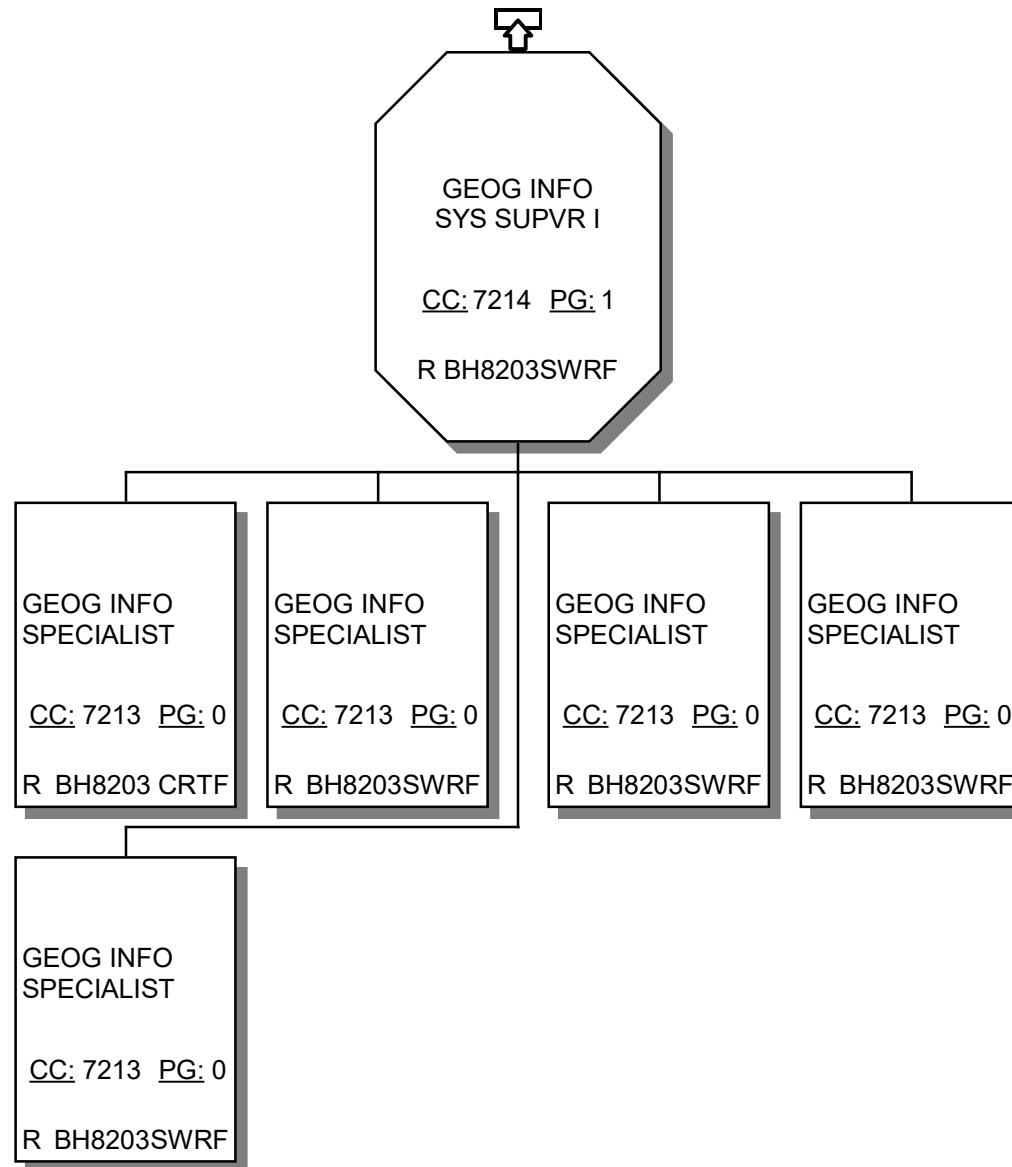 GEOG INFO
SYS SUPVR I
CC: 7214 PG: 1
R BH8203SWRF
GEOG INFO
SPECIALIST
CC: 7213 PG: 0
R BH8203 CRTF
GEOG INFO
SPECIALIST
CC: 7213 PG: 0
R BH8203SWRF
GEOG INFO
SPECIALIST
CC: 7213 PG: 0
R BH8203SWRF
GEOG INFO
SPECIALIST
CC: 7213 PG: 0
R BH8203SWRF
GEOG INFO
SPECIALIST
CC: 7213 PG: 0
R BH8203SWRF